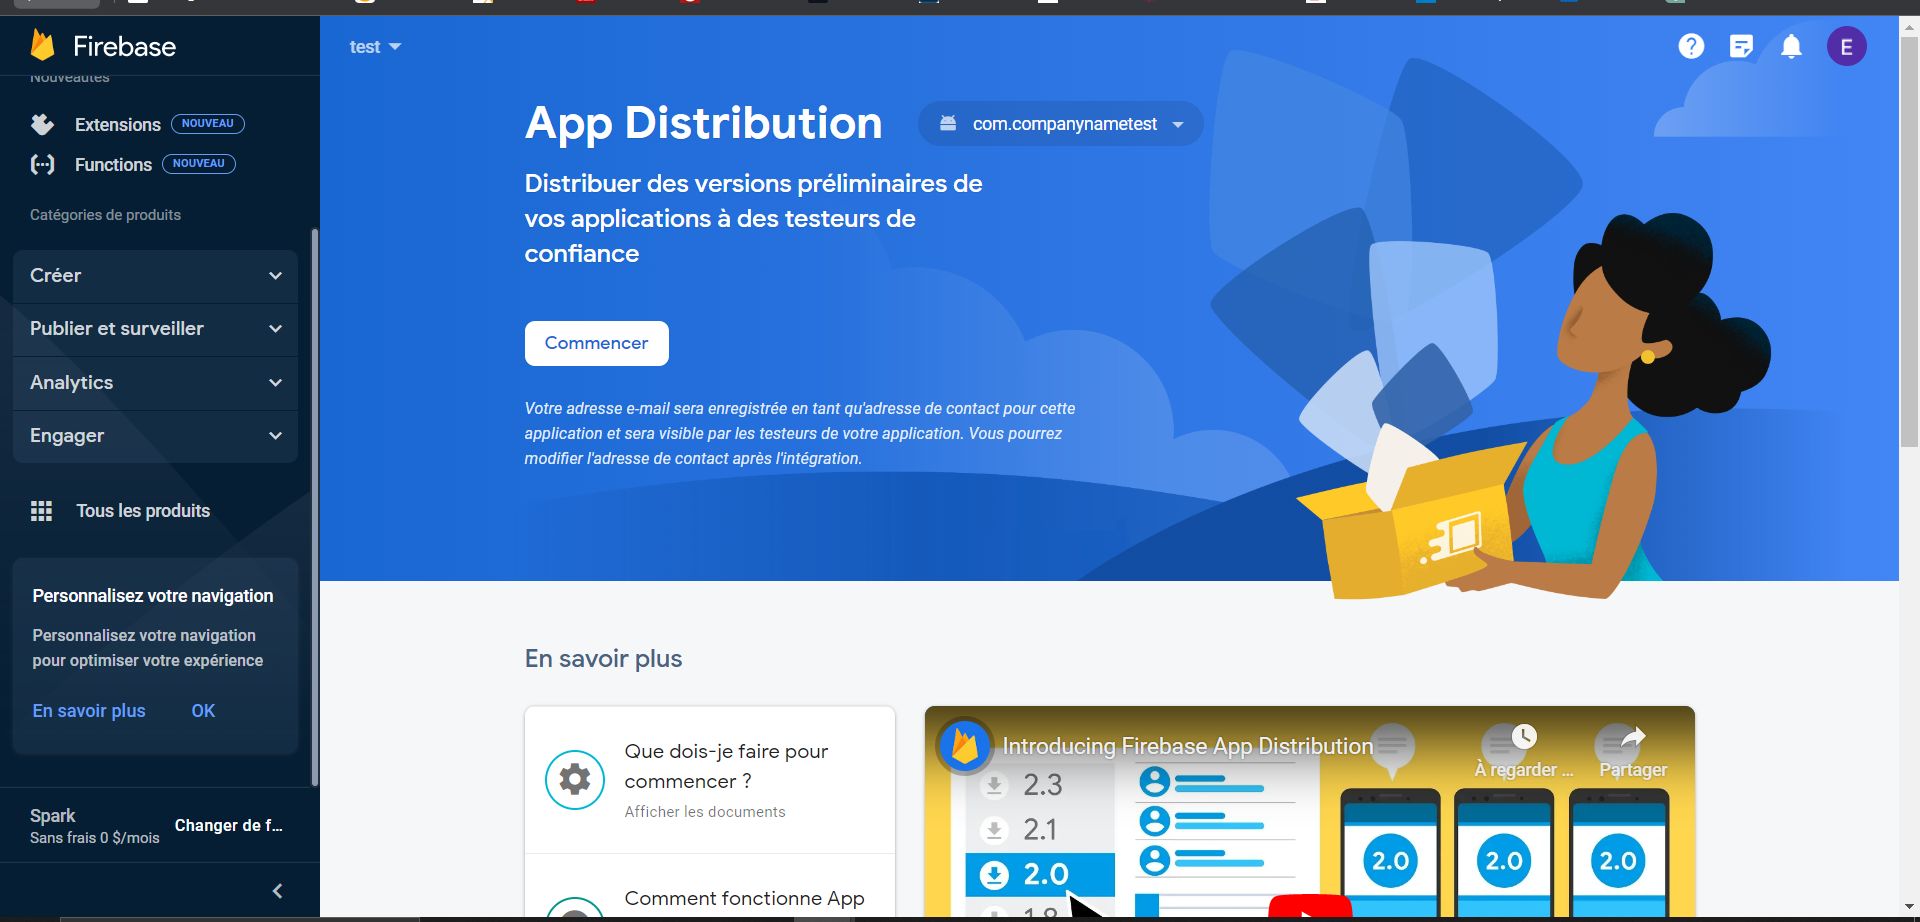 Firebase
Nouveautés
Extensions NOUVEAU
Functions NOUVEAU
Catégories de produits
Créer
Publier et surveiller
Analytics
Engager
Tous les produits
Personnalisez votre navigation
Personnalisez votre navigation
pour optimiser votre expérience
En savoir plus OK
Spark
Sans frais 0 $/mois
Changer de f...
test
E
App Distribution
com.companynametest
Distribuer des versions préliminaires de
vos applications à des testeurs de
confiance
Commencer
Votre adresse e-mail sera enregistrée en tant qu'adresse de contact pour cette
application et sera visible par les testeurs de votre application. Vous pourrez
modifier l'adresse de contact après l'intégration.
En savoir plus
Que dois-je faire pour
commencer ?
Afficher les documents
Comment fonctionne App
Introducing Firebase App Distribution
À regarder ...
Partager
2.3
2.1
2.0
1.8
2.0
2.0
2.0